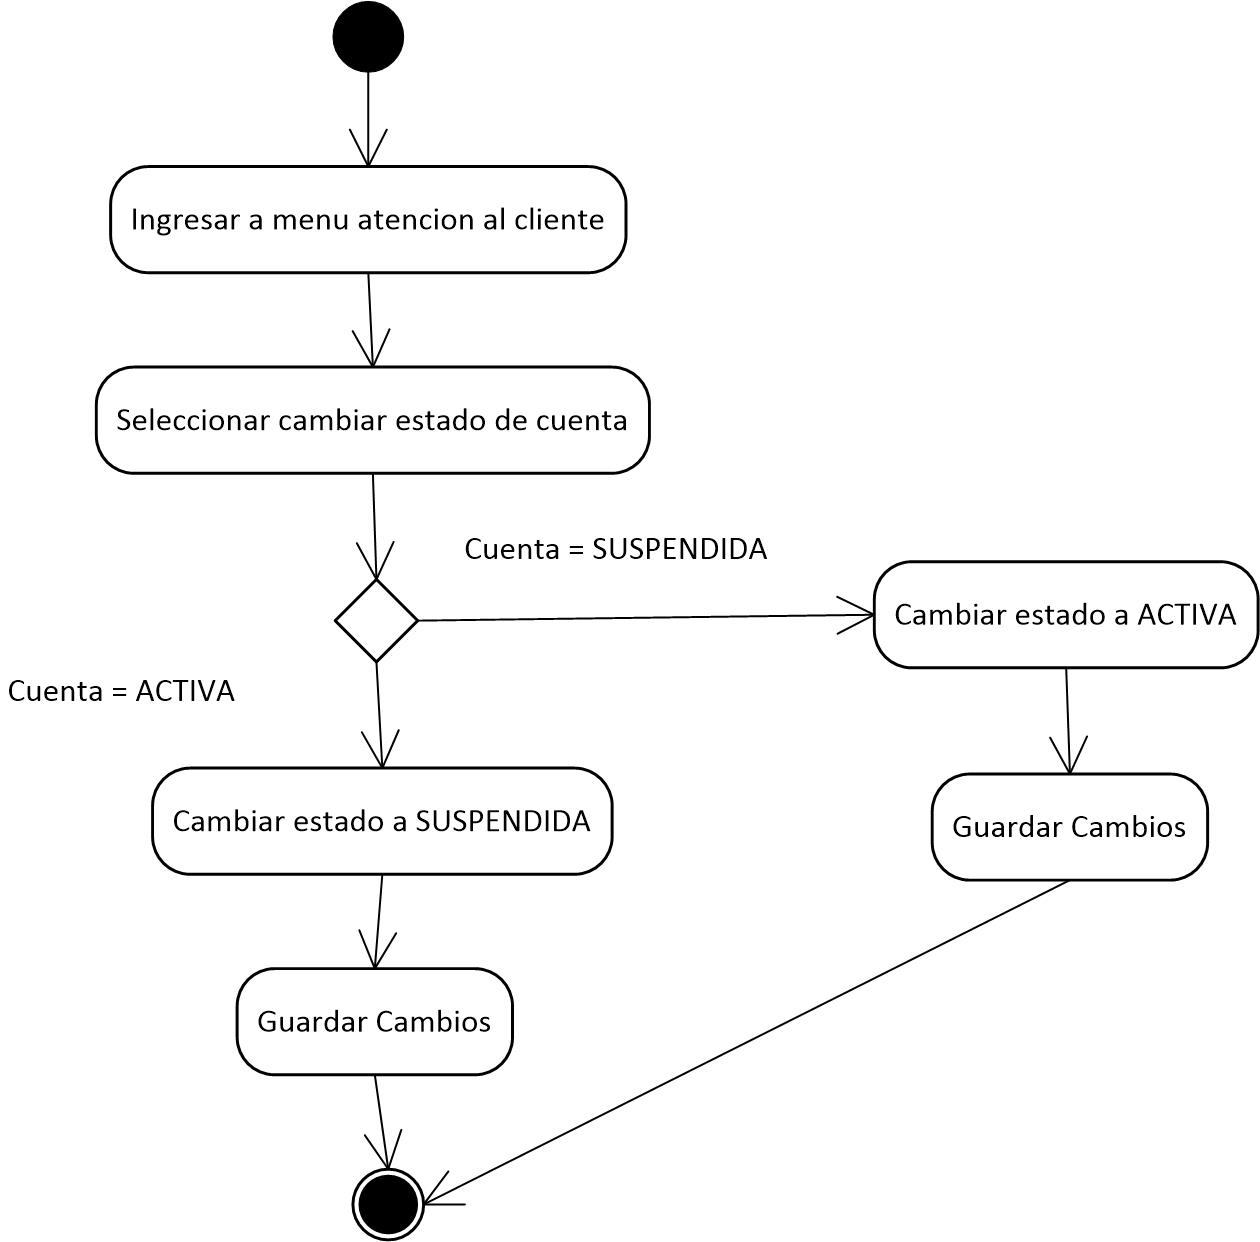 Ingresar a menu atencion al cliente
Seleccionar cambiar estado de cuenta
Cuenta = SUSPENDIDA
Cambiar estado a ACTIVA
Cuenta = ACTIVA
Cambiar estado a SUSPENDIDA
Guardar Cambios
Guardar Cambios